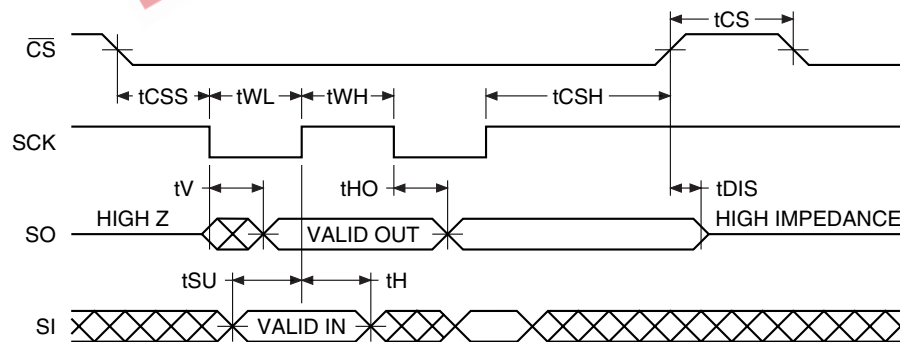 tCS
CS
tCSS
tWL
tWH
tCSH
SCK
tV
tHO
tDIS
HIGH Z
HIGH IMPEDANCE
SO
VALID OUT
tSU
tH
SI
VALID IN